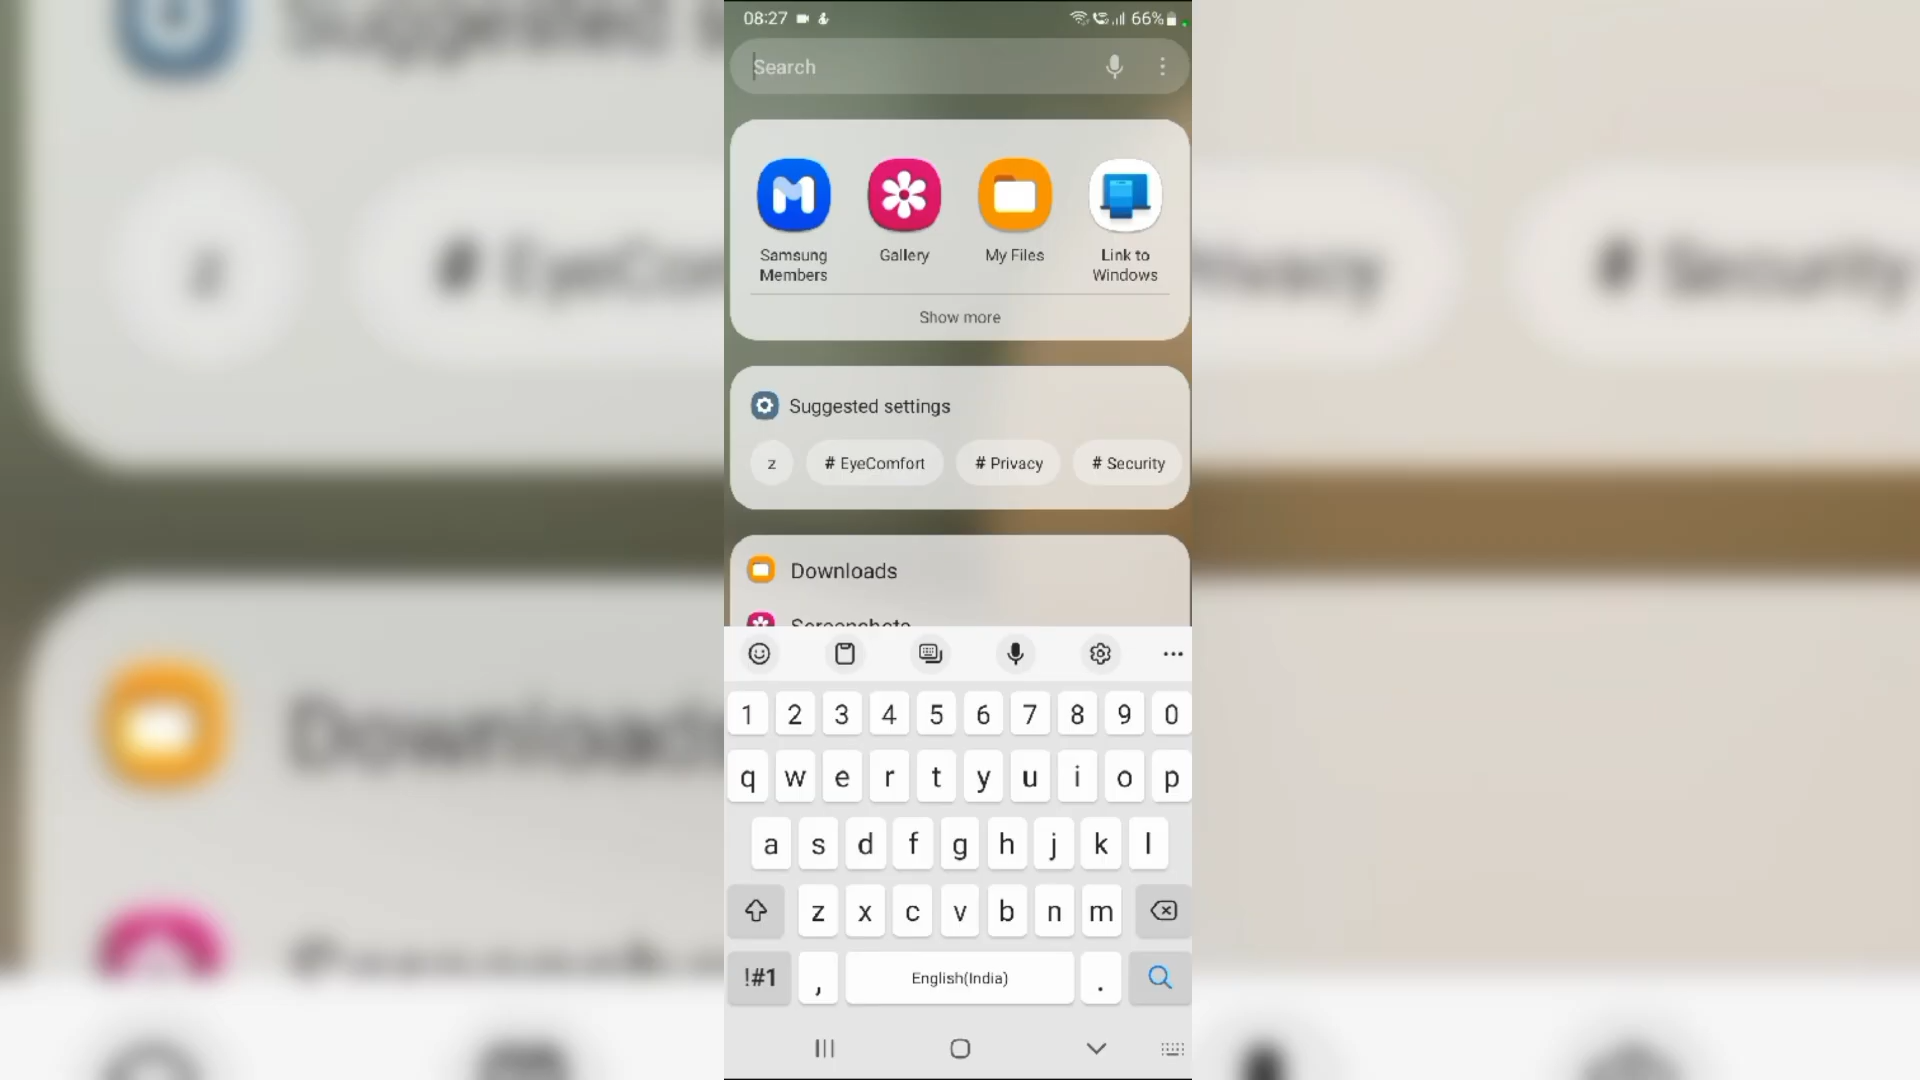 08:27
66%
Search
Samsung Members
Gallery
My Files
Link to Windows
Show more
Suggested settings
z
# EyeComfort
# Privacy
# Security
Downloads
Screenshots
1 2 3 4 5 6 7 8 9 0
q w e r t y u i o p
a s d f g h j k l
z x c v b n m
!#1 , English(India) .